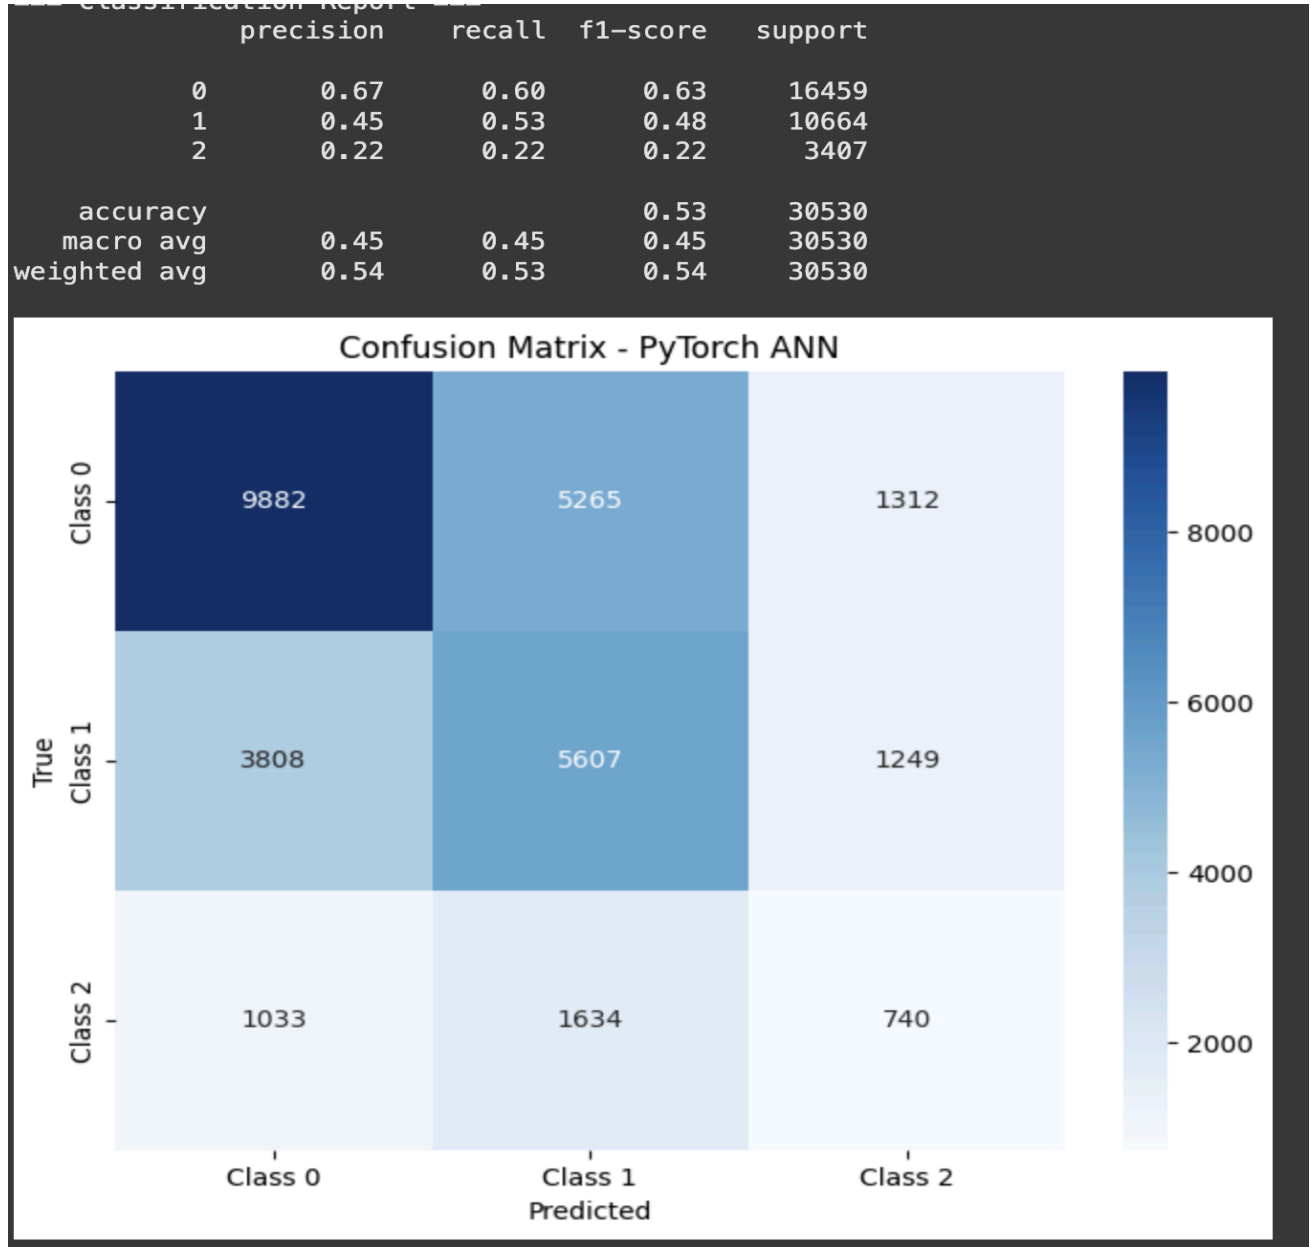 === Classification Report ===
precision recall f1-score support
0 0.67 0.60 0.63 16459
1 0.45 0.53 0.48 10664
2 0.22 0.22 0.22 3407
accuracy 0.53 30530
macro avg 0.45 0.45 0.45 30530
weighted avg 0.54 0.53 0.54 30530
Confusion Matrix - PyTorch ANN
Class 0
9882 5265 1312
8000
6000
True
Class 1
3808 5607 1249
4000
Class 2
1033 1634 740
2000
Class 0 Class 1 Class 2
Predicted